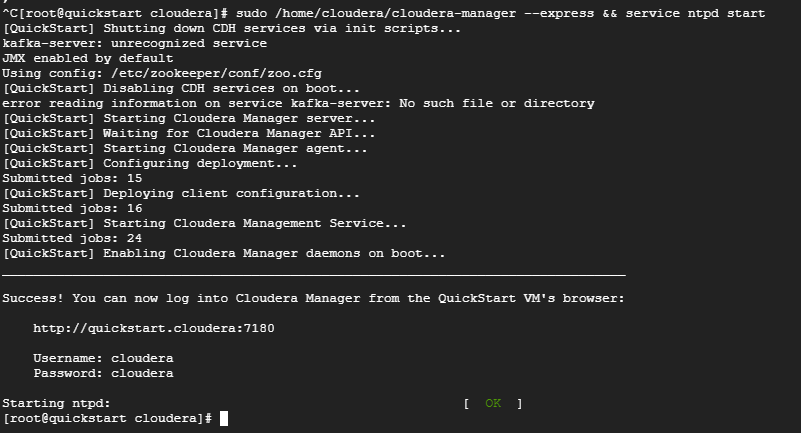 ^C[root@quickstart cloudera]# sudo /home/cloudera/cloudera-manager --express && service ntpd start
[QuickStart] Shutting down CDH services via init scripts...
kafka-server: unrecognized service
JMX enabled by default
Using config: /etc/zookeeper/conf/zoo.cfg
[QuickStart] Disabling CDH services on boot...
error reading information on service kafka-server: No such file or directory
[QuickStart] Starting Cloudera Manager server...
[QuickStart] Waiting for Cloudera Manager API...
[QuickStart] Starting Cloudera Manager agent...
[QuickStart] Configuring deployment...
Submitted jobs: 15
[QuickStart] Deploying client configuration...
Submitted jobs: 16
[QuickStart] Starting Cloudera Management Service...
Submitted jobs: 24
[QuickStart] Enabling Cloudera Manager daemons on boot...
________________________________________________________________________________
Success! You can now log into Cloudera Manager from the QuickStart VM's browser:
http://quickstart.cloudera:7180
Username: cloudera
Password: cloudera
Starting ntpd: [ OK ]
[root@quickstart cloudera]#